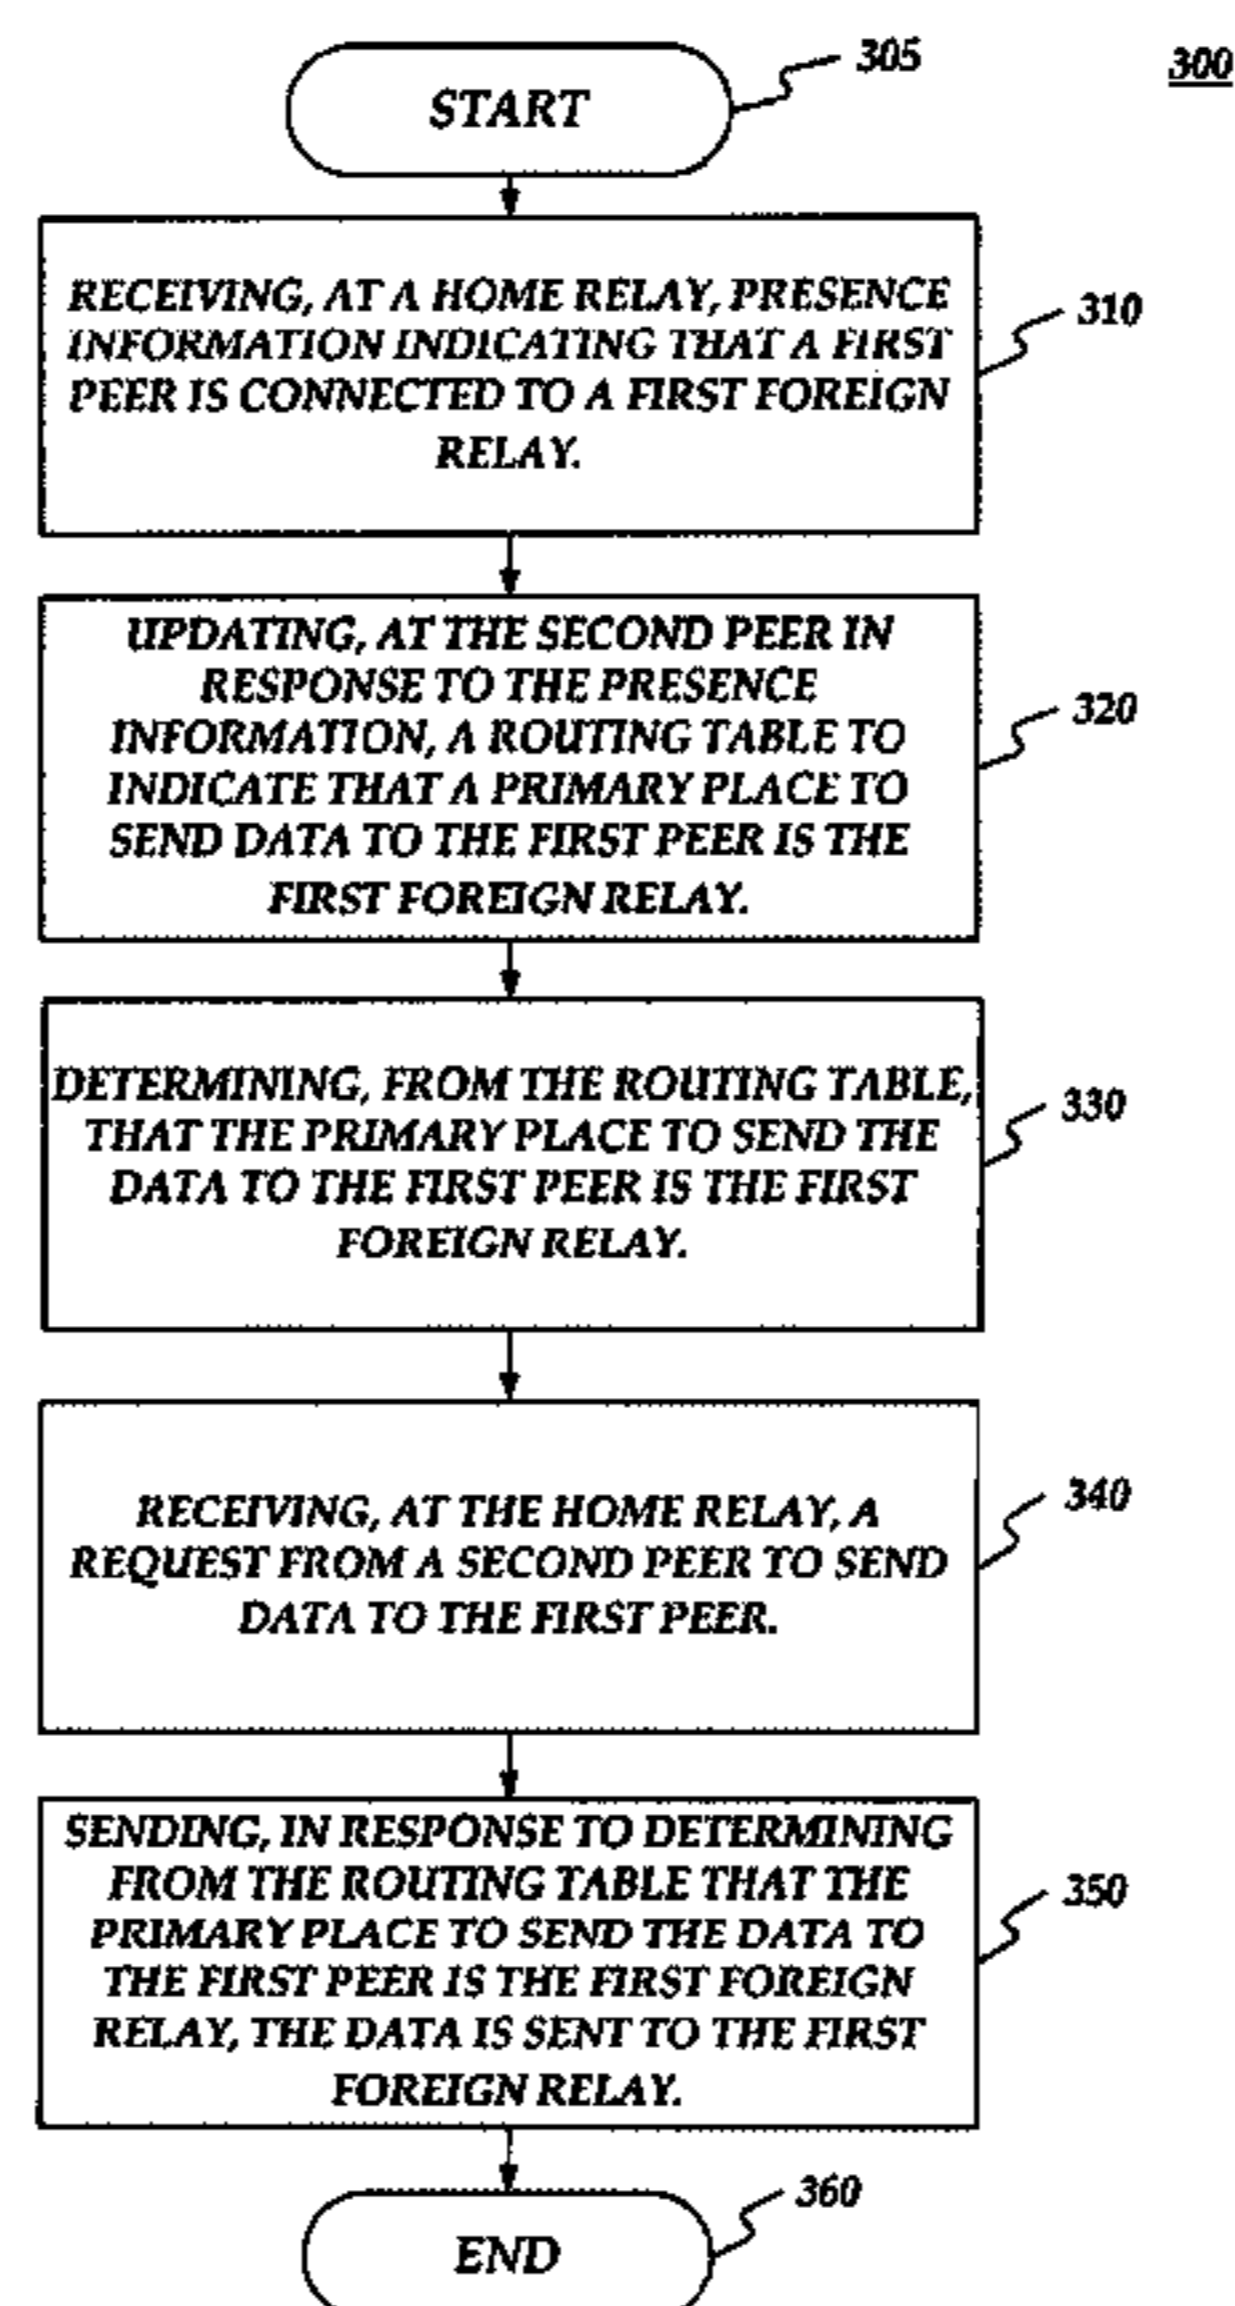 305
300
START
RECEIVING, AT A HOME RELAY, PRESENCE
INFORMATION INDICATING THAT A FIRST
PEER IS CONNECTED TO A FIRST FOREIGN
RELAY.
310
UPDATING, AT THE SECOND PEER IN
RESPONSE TO THE PRESENCE
INFORMATION, A ROUTING TABLE TO
INDICATE THAT A PRIMARY PLACE TO
SEND DATA TO THE FIRST PEER IS THE
FIRST FOREIGN RELAY.
320
DETERMINING, FROM THE ROUTING TABLE,
THAT THE PRIMARY PLACE TO SEND THE
DATA TO THE FIRST PEER IS THE FIRST
FOREIGN RELAY.
330
RECEIVING, AT THE HOME RELAY, A
REQUEST FROM A SECOND PEER TO SEND
DATA TO THE FIRST PEER.
340
SENDING, IN RESPONSE TO DETERMINING
FROM THE ROUTING TABLE THAT THE
PRIMARY PLACE TO SEND THE DATA TO
THE FIRST PEER IS THE FIRST FOREIGN
RELAY, THE DATA IS SENT TO THE FIRST
FOREIGN RELAY.
350
360
END